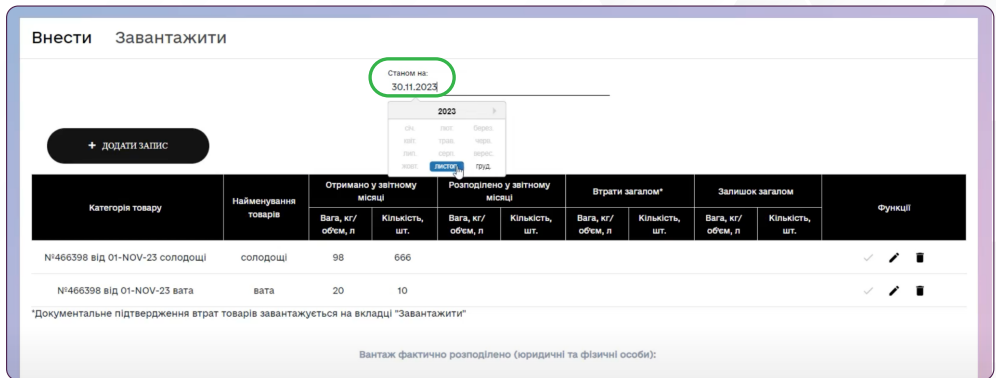 Внести Завантажити
Станом на:
30.11.2023
2023
січ. лют. берез.
квіт. трав. черв.
лип. серп. верес.
жовт. листоп. груд.
+ ДОДАТИ ЗАПИС
Категорія товару
Найменування товарів
Отримано у звітному місяці
Розподілено у звітному місяці
Втрати загалом*
Залишок загалом
Функції
Вага, кг/ об'єм, л
Кількість, шт.
Вага, кг/ об'єм, л
Кількість, шт.
Вага, кг/ об'єм, л
Кількість, шт.
Вага, кг/ об'єм, л
Кількість, шт.
№466398 від 01-NOV-23 солодощі солодощі 98 666
№466398 від 01-NOV-23 вата вата 20 10
*Документальне підтвердження втрат товарів завантажується на вкладці "Завантажити"
Вантаж фактично розподілено (юридичні та фізичні особи):